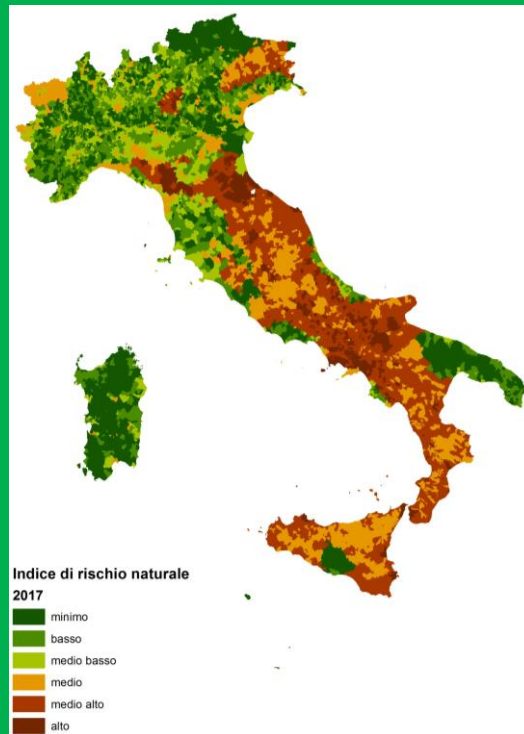 Indice di rischio naturale
2017
minimo
basso
medio basso
medio
medio alto
alto